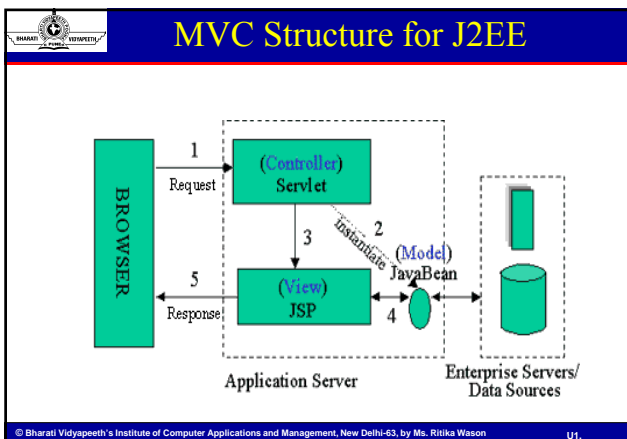 BHARATI VIDYAPEETH
PUNE
MVC Structure for J2EE
BROWSER
1
Request
(Controller)
Servlet
2
Instantiate
3
(Model)
JavaBean
5
Response
(View)
JSP
4
Application Server
Enterprise Servers/
Data Sources
© Bharati Vidyapeeth's Institute of Computer Applications and Management, New Delhi-63, by Ms. Ritika Wason
U1.